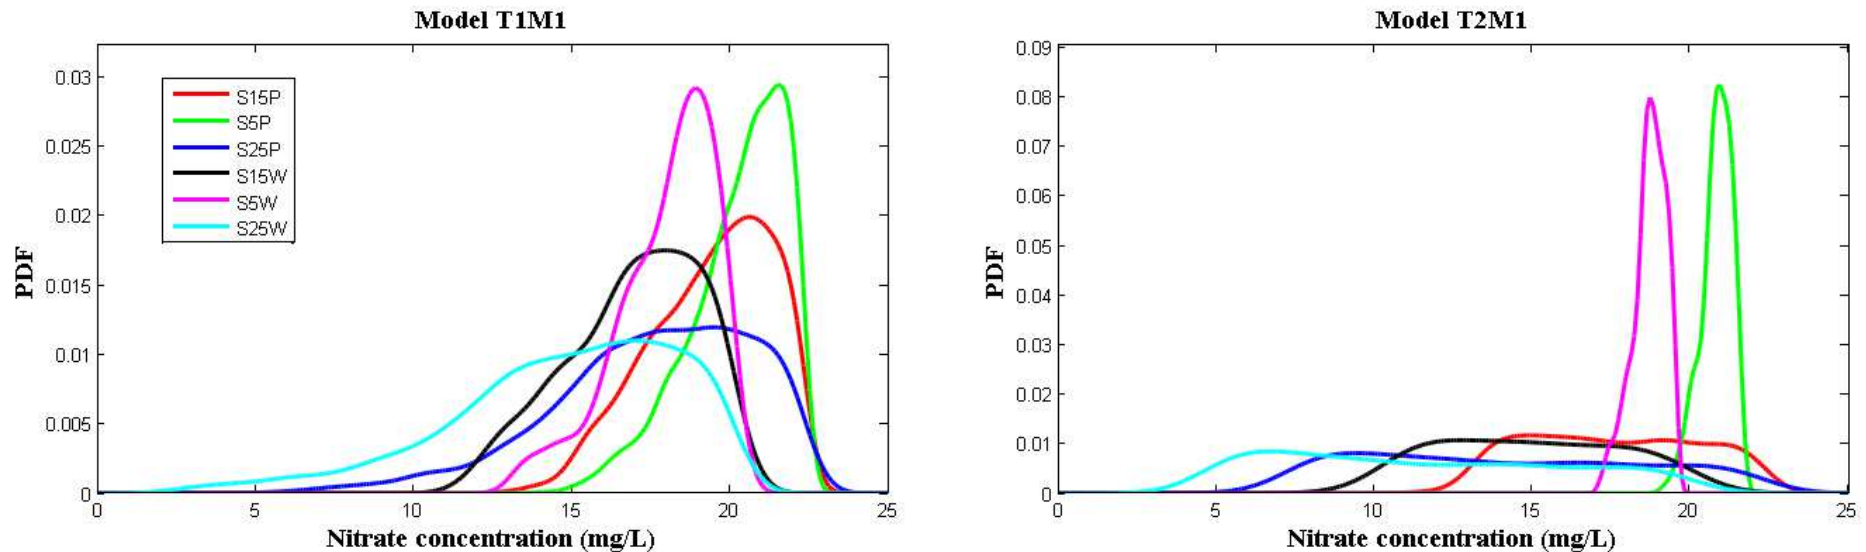 Model T1M1
0.03
0.025
0.02
0.015
0.01
0.005
0
PDF
S15P
S5P
S25P
S15W
S5W
S25W
0 5 10 15 20 25
Nitrate concentration (mg/L)
Model T2M1
0.09
0.08
0.07
0.06
0.05
0.04
0.03
0.02
0.01
0
PDF
0 5 10 15 20 25
Nitrate concentration (mg/L)